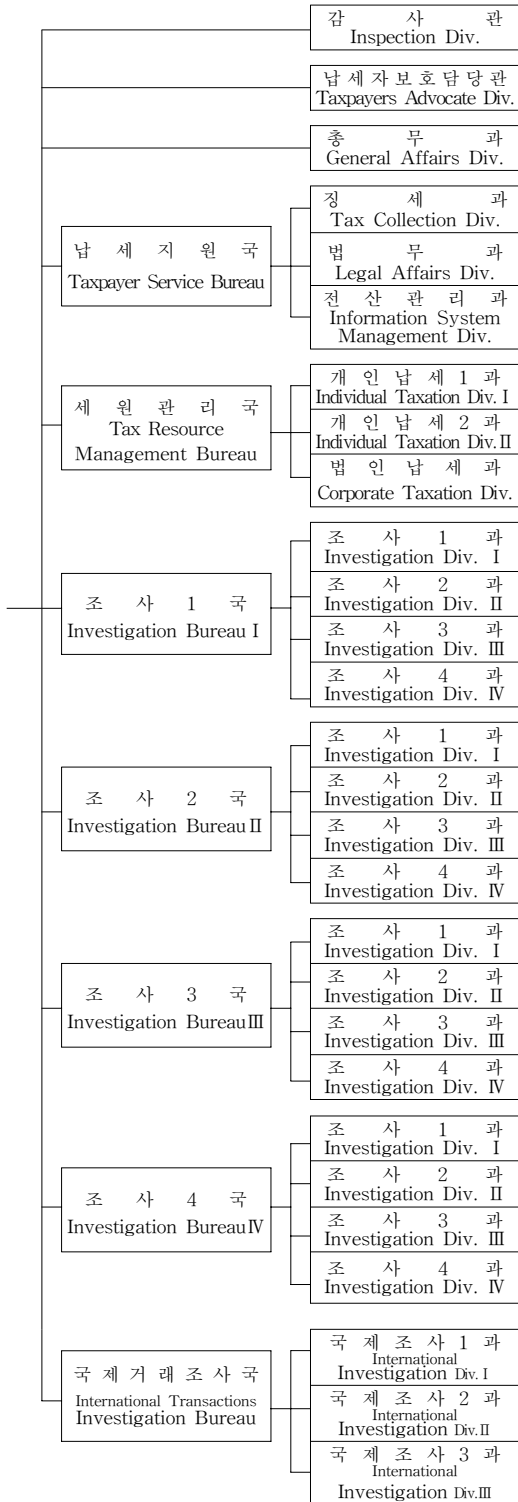 감 사 관
Inspection Div.
납세자보호담당관
Taxpayers Advocate Div.
총 무 과
General Affairs Div.
납 세 지 원 국
Taxpayer Service Bureau
징 세 과
Tax Collection Div.
법 무 과
Legal Affairs Div.
전 산 관 리 과
Information System
Management Div.
세 원 관 리 국
Tax Resource
Management Bureau
개 인 납 세 1 과
Individual Taxation Div. Ⅰ
개 인 납 세 2 과
Individual Taxation Div. Ⅱ
법 인 납 세 과
Corporate Taxation Div.
조 사 1 국
Investigation Bureau Ⅰ
조 사 1 과
Investigation Div. Ⅰ
조 사 2 과
Investigation Div. Ⅱ
조 사 3 과
Investigation Div. Ⅲ
조 사 4 과
Investigation Div. Ⅳ
조 사 2 국
Investigation Bureau Ⅱ
조 사 1 과
Investigation Div. Ⅰ
조 사 2 과
Investigation Div. Ⅱ
조 사 3 과
Investigation Div. Ⅲ
조 사 4 과
Investigation Div. Ⅳ
조 사 3 국
Investigation Bureau Ⅲ
조 사 1 과
Investigation Div. Ⅰ
조 사 2 과
Investigation Div. Ⅱ
조 사 3 과
Investigation Div. Ⅲ
조 사 4 과
Investigation Div. Ⅳ
조 사 4 국
Investigation Bureau Ⅳ
조 사 1 과
Investigation Div. Ⅰ
조 사 2 과
Investigation Div. Ⅱ
조 사 3 과
Investigation Div. Ⅲ
조 사 4 과
Investigation Div. Ⅳ
국 제 거 래 조 사 국
International Transactions
Investigation Bureau
국 제 조 사 1 과
International
Investigation Div. Ⅰ
국 제 조 사 2 과
International
Investigation Div. Ⅱ
국 제 조 사 3 과
International
Investigation Div. Ⅲ